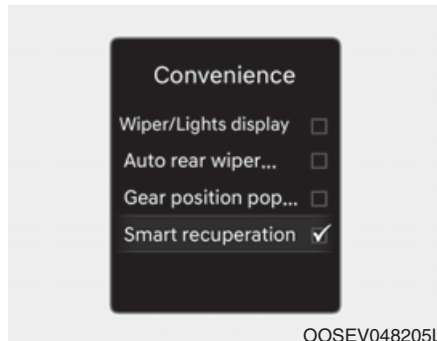 Convenience
Wiper/Lights display
Auto rear wiper...
Gear position pop...
Smart recuperation
OOSEV048205L